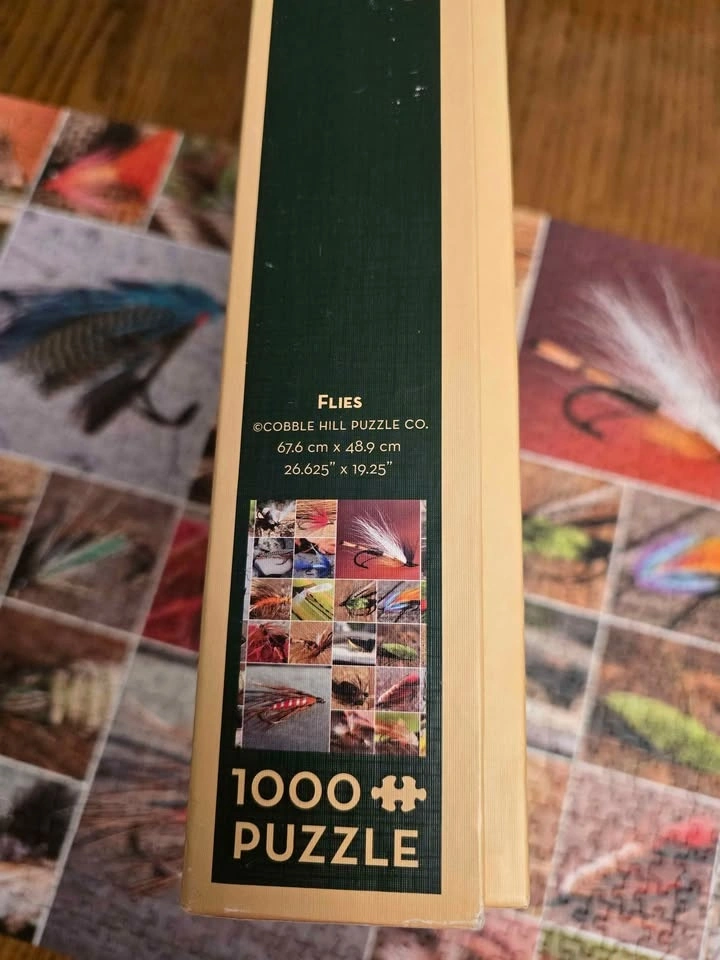 FLIES
©COBBLE HILL PUZZLE CO.
67.6 cm x 48.9 cm
26.625" x 19.25"
1000
PUZZLE